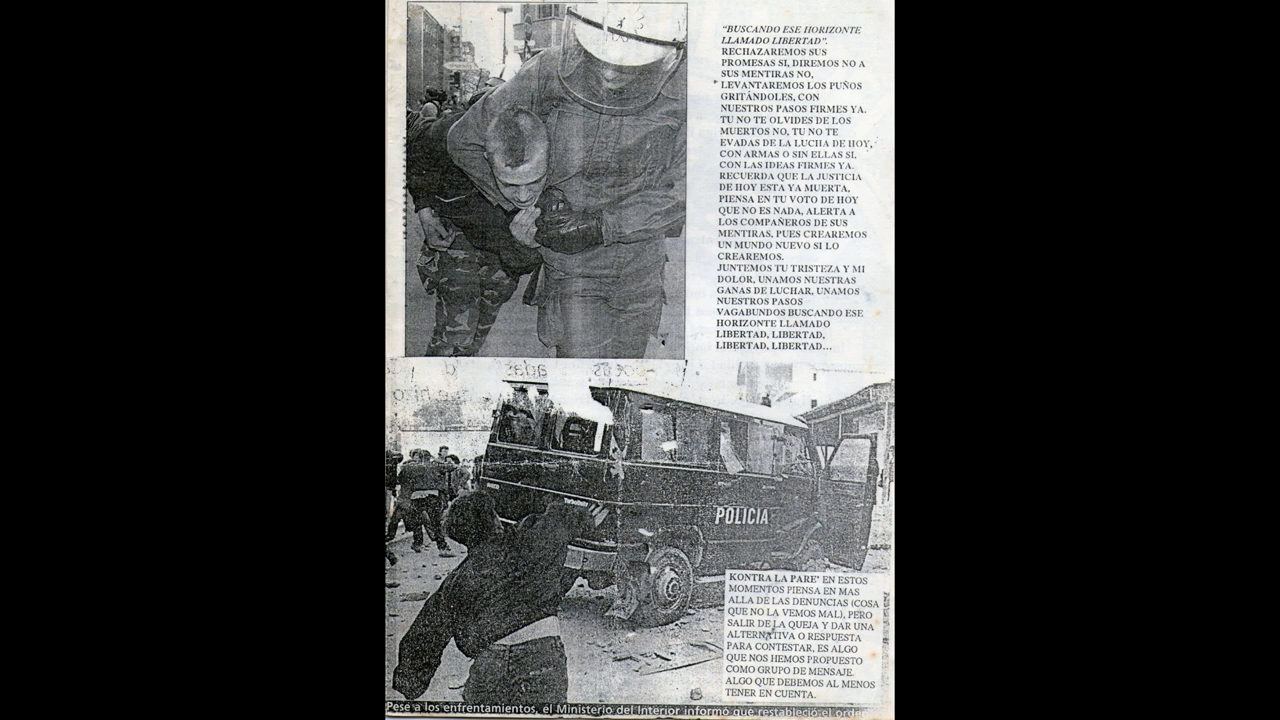 "BUSCANDO ESE HORIZONTE
LLAMADO LIBERTAD".
RECHAZAREMOS SUS
PROMESAS SI, DIREMOS NO A
SUS MENTIRAS NO,
LEVANTAREMOS LOS PUÑOS
GRITÁNDOLES, CON
NUESTROS PASOS FIRMES YA.
TU NO TE OLVIDES DE LOS
MUERTOS NO, TU NO TE
EVADAS DE LA LUCHA DE HOY,
CON ARMAS O SIN ELLAS SI,
CON LAS IDEAS FIRMES YA.
RECUERDA QUE LA JUSTICIA
DE HOY ESTA YA MUERTA,
PIENSA EN TU VOTO DE HOY
QUE NO ES NADA, ALERTA A
LOS COMPAÑEROS DE SUS
MENTIRAS, PUES CREAREMOS
UN MUNDO NUEVO SI LO
CREAREMOS.
JUNTEMOS TU TRISTEZA Y MI
DOLOR, UNAMOS NUESTRAS
GANAS DE LUCHAR, UNAMOS
NUESTROS PASOS
VAGABUNDOS BUSCANDO ESE
HORIZONTE LLAMADO
LIBERTAD, LIBERTAD,
LIBERTAD, LIBERTAD...
POLICIA
KONTRA LA PARE' EN ESTOS
MOMENTOS PIENSA EN MAS
ALLA DE LAS DENUNCIAS (COSA
QUE NO LA VEMOS MAL), PERO
SALIR DE LA QUEJA Y DAR UNA
ALTERNATIVA O RESPUESTA
PARA CONTESTAR, ES ALGO
QUE NOS HEMOS PROPUESTO
COMO GRUPO DE MENSAJE.
ALGO QUE DEBEMOS AL MENOS
TENER EN CUENTA.
Pese a los enfrentamientos, el Ministerio del Interior informó que restableció el orden